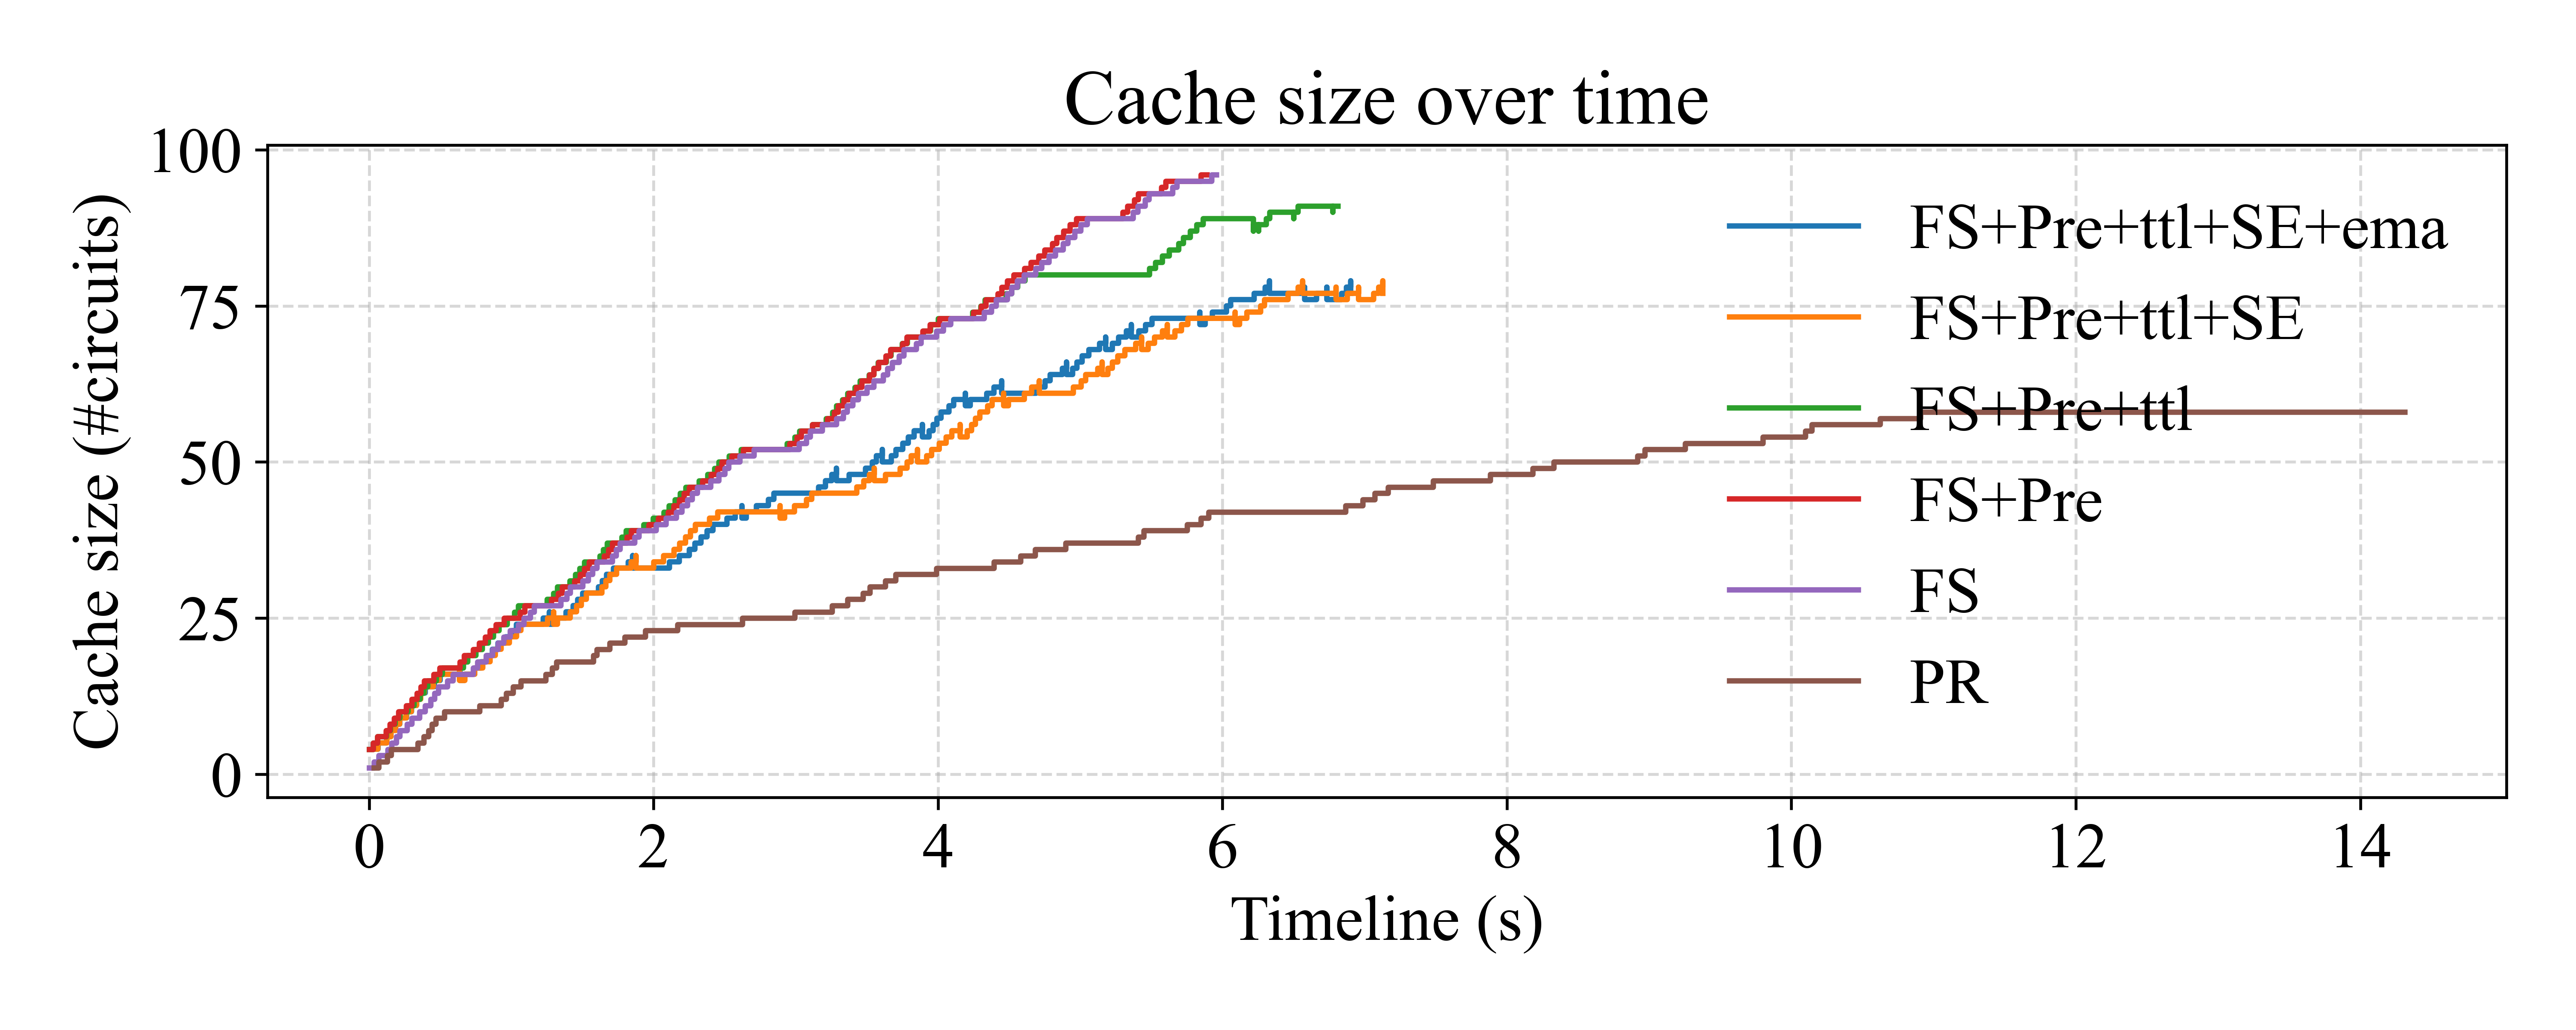 Cache size over time
Cache size (#circuits)
100
75
50
25
0
FS+Pre+ttl+SE+ema
FS+Pre+ttl+SE
FS+Pre+ttl
FS+Pre
FS
PR
0 2 4 6 8 10 12 14
Timeline (s)